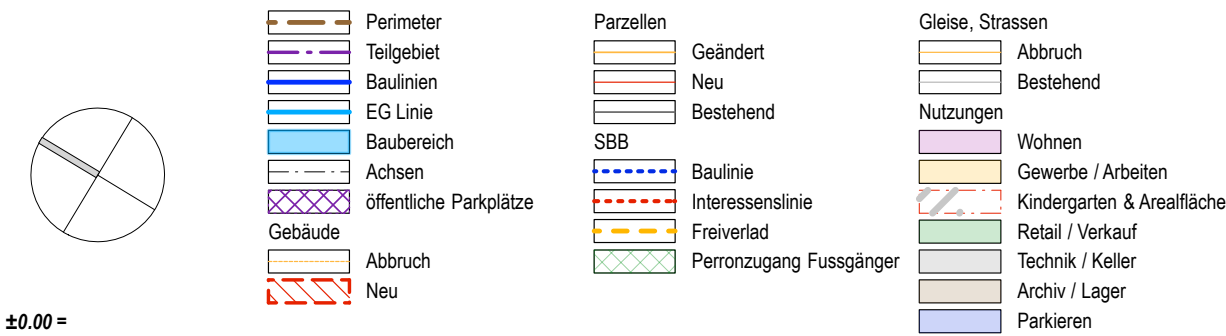 Perimeter
Teilgebiet
Baulinien
EG Linie
Baubereich
Achsen
öffentliche Parkplätze
Gebäude
Abbruch
Neu
Parzellen
Geändert
Neu
Bestehend
SBB
Baulinie
Interessenslinie
Freiverlad
Perronzugang Fussgänger
Gleise, Strassen
Abbruch
Bestehend
Nutzungen
Wohnen
Gewerbe / Arbeiten
Kindergarten & Arealfläche
Retail / Verkauf
Technik / Keller
Archiv / Lager
Parkieren
±0.00 =